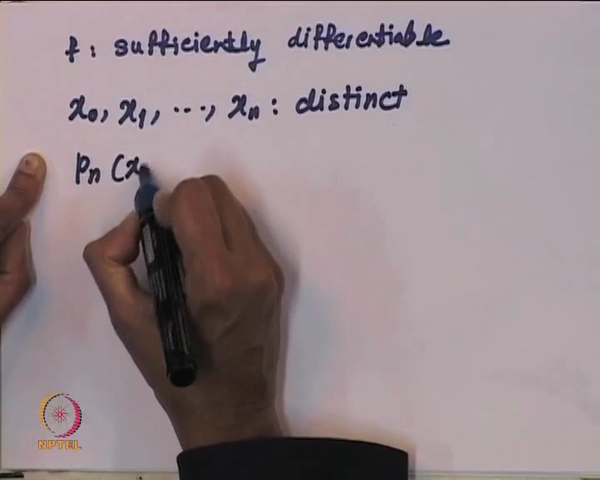 f : sufficiently differentiable
x₀, x₁, ..., xₙ : distinct
Pₙ (x
NPTEL